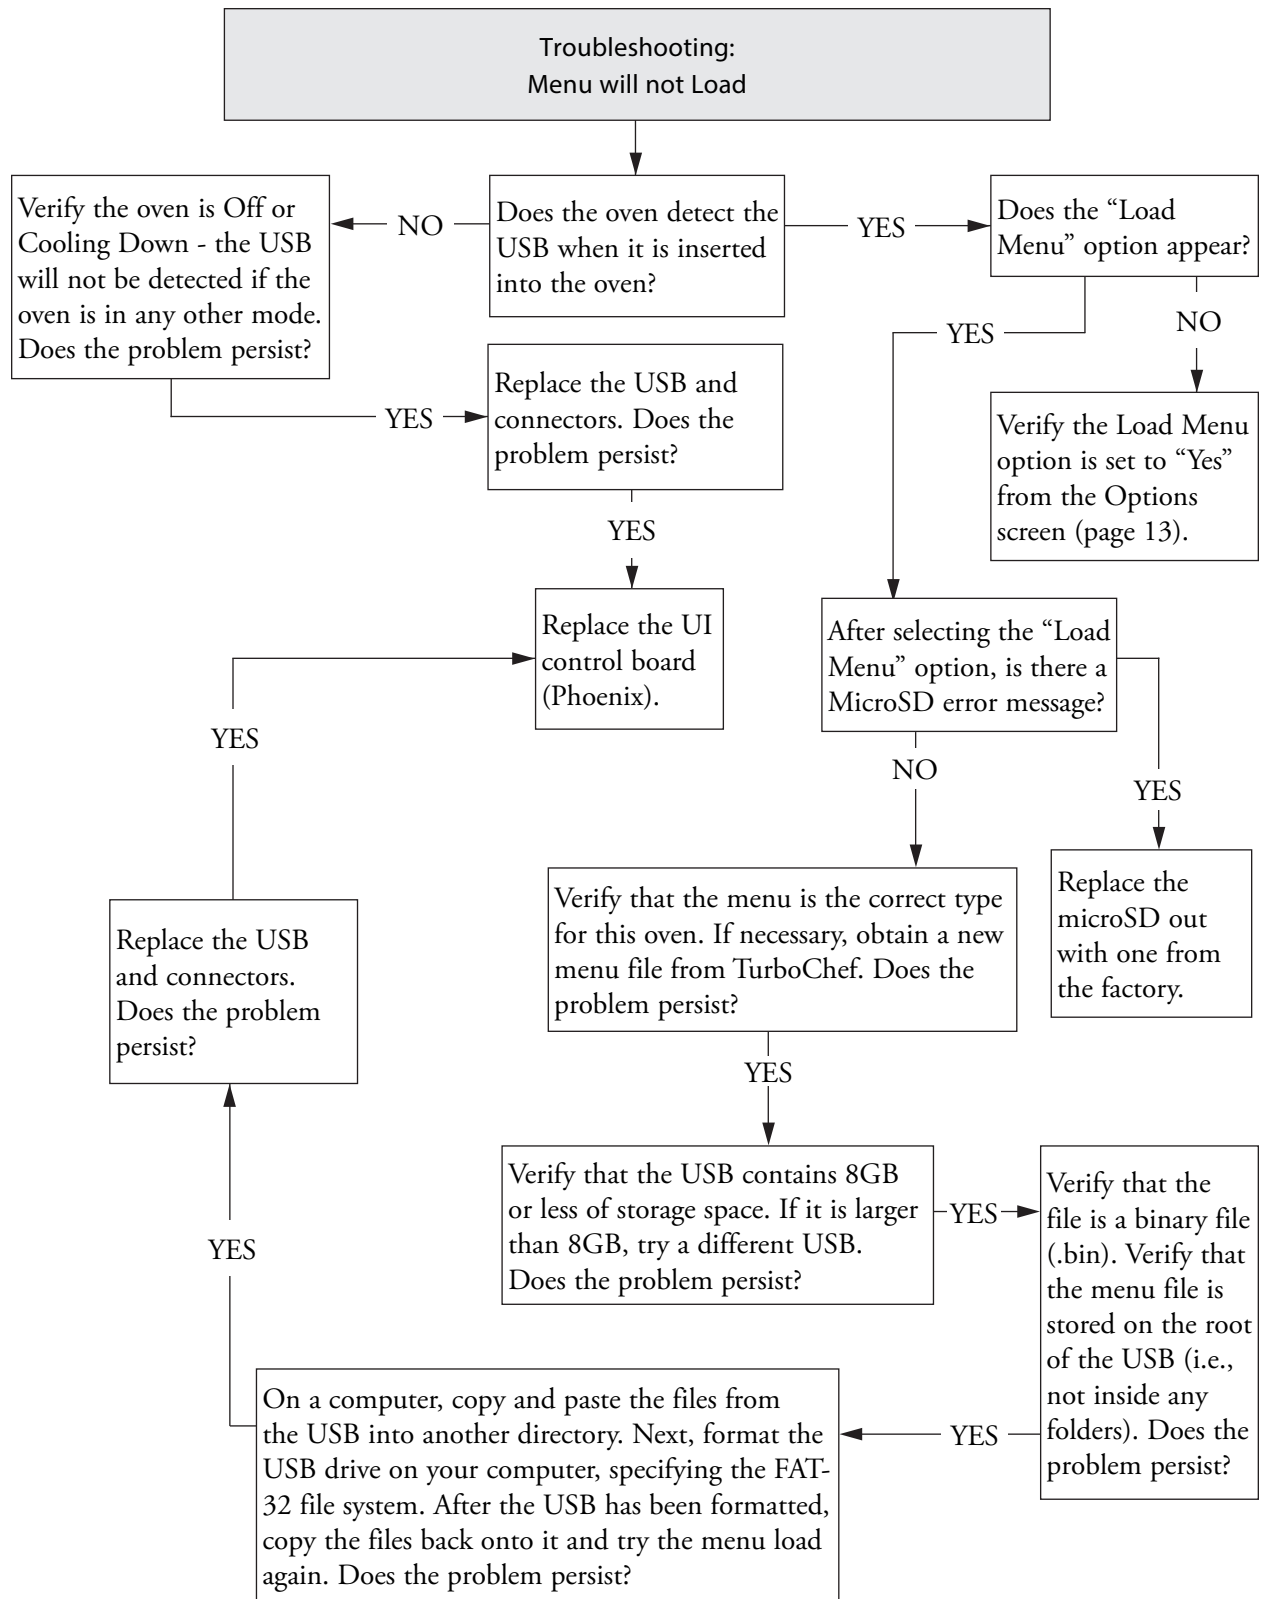 Troubleshooting:
Menu will not Load
Verify the oven is Off or
Cooling Down - the USB
will not be detected if the
oven is in any other mode.
Does the problem persist?
NO
Does the oven detect the
USB when it is inserted
into the oven?
YES
Does the “Load
Menu” option appear?
YES
NO
YES
Replace the USB and
connectors. Does the
problem persist?
Verify the Load Menu
option is set to “Yes”
from the Options
screen (page 13).
YES
Replace the UI
control board
(Phoenix).
After selecting the “Load
Menu” option, is there a
MicroSD error message?
YES
NO
YES
Verify that the menu is the correct type
for this oven. If necessary, obtain a new
menu file from TurboChef. Does the
problem persist?
Replace the
microSD out
with one from
the factory.
Replace the USB
and connectors.
Does the problem
persist?
YES
Verify that the USB contains 8GB
or less of storage space. If it is larger
than 8GB, try a different USB.
Does the problem persist?
YES
Verify that the
file is a binary file
(.bin). Verify that
the menu file is
stored on the root
of the USB (i.e.,
not inside any
folders). Does the
problem persist?
YES
On a computer, copy and paste the files from
the USB into another directory. Next, format the
USB drive on your computer, specifying the FAT-
32 file system. After the USB has been formatted,
copy the files back onto it and try the menu load
again. Does the problem persist?
YES